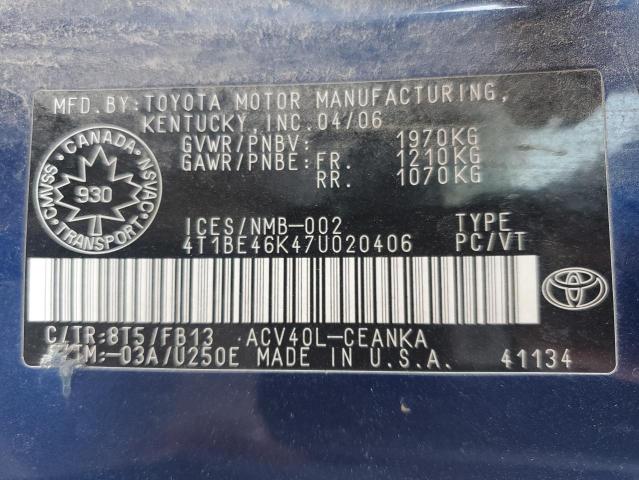 MFD. BY: TOYOTA MOTOR MANUFACTURING,
KENTUCKY, INC. 04/06
GVWR/PNBV: 1970KG
GAWR/PNBE: FR. 1210KG
RR. 1070KG
CANADA
CMVSS NSVAC
930
TRANSPORT
ICES/NMB-002 TYPE
4T1BE46K47U020406 PC/VT
C/TR: 8T5/FB13 ACV40L-CEANKA
/TM: -03A/U250E MADE IN U.S.A. 41134